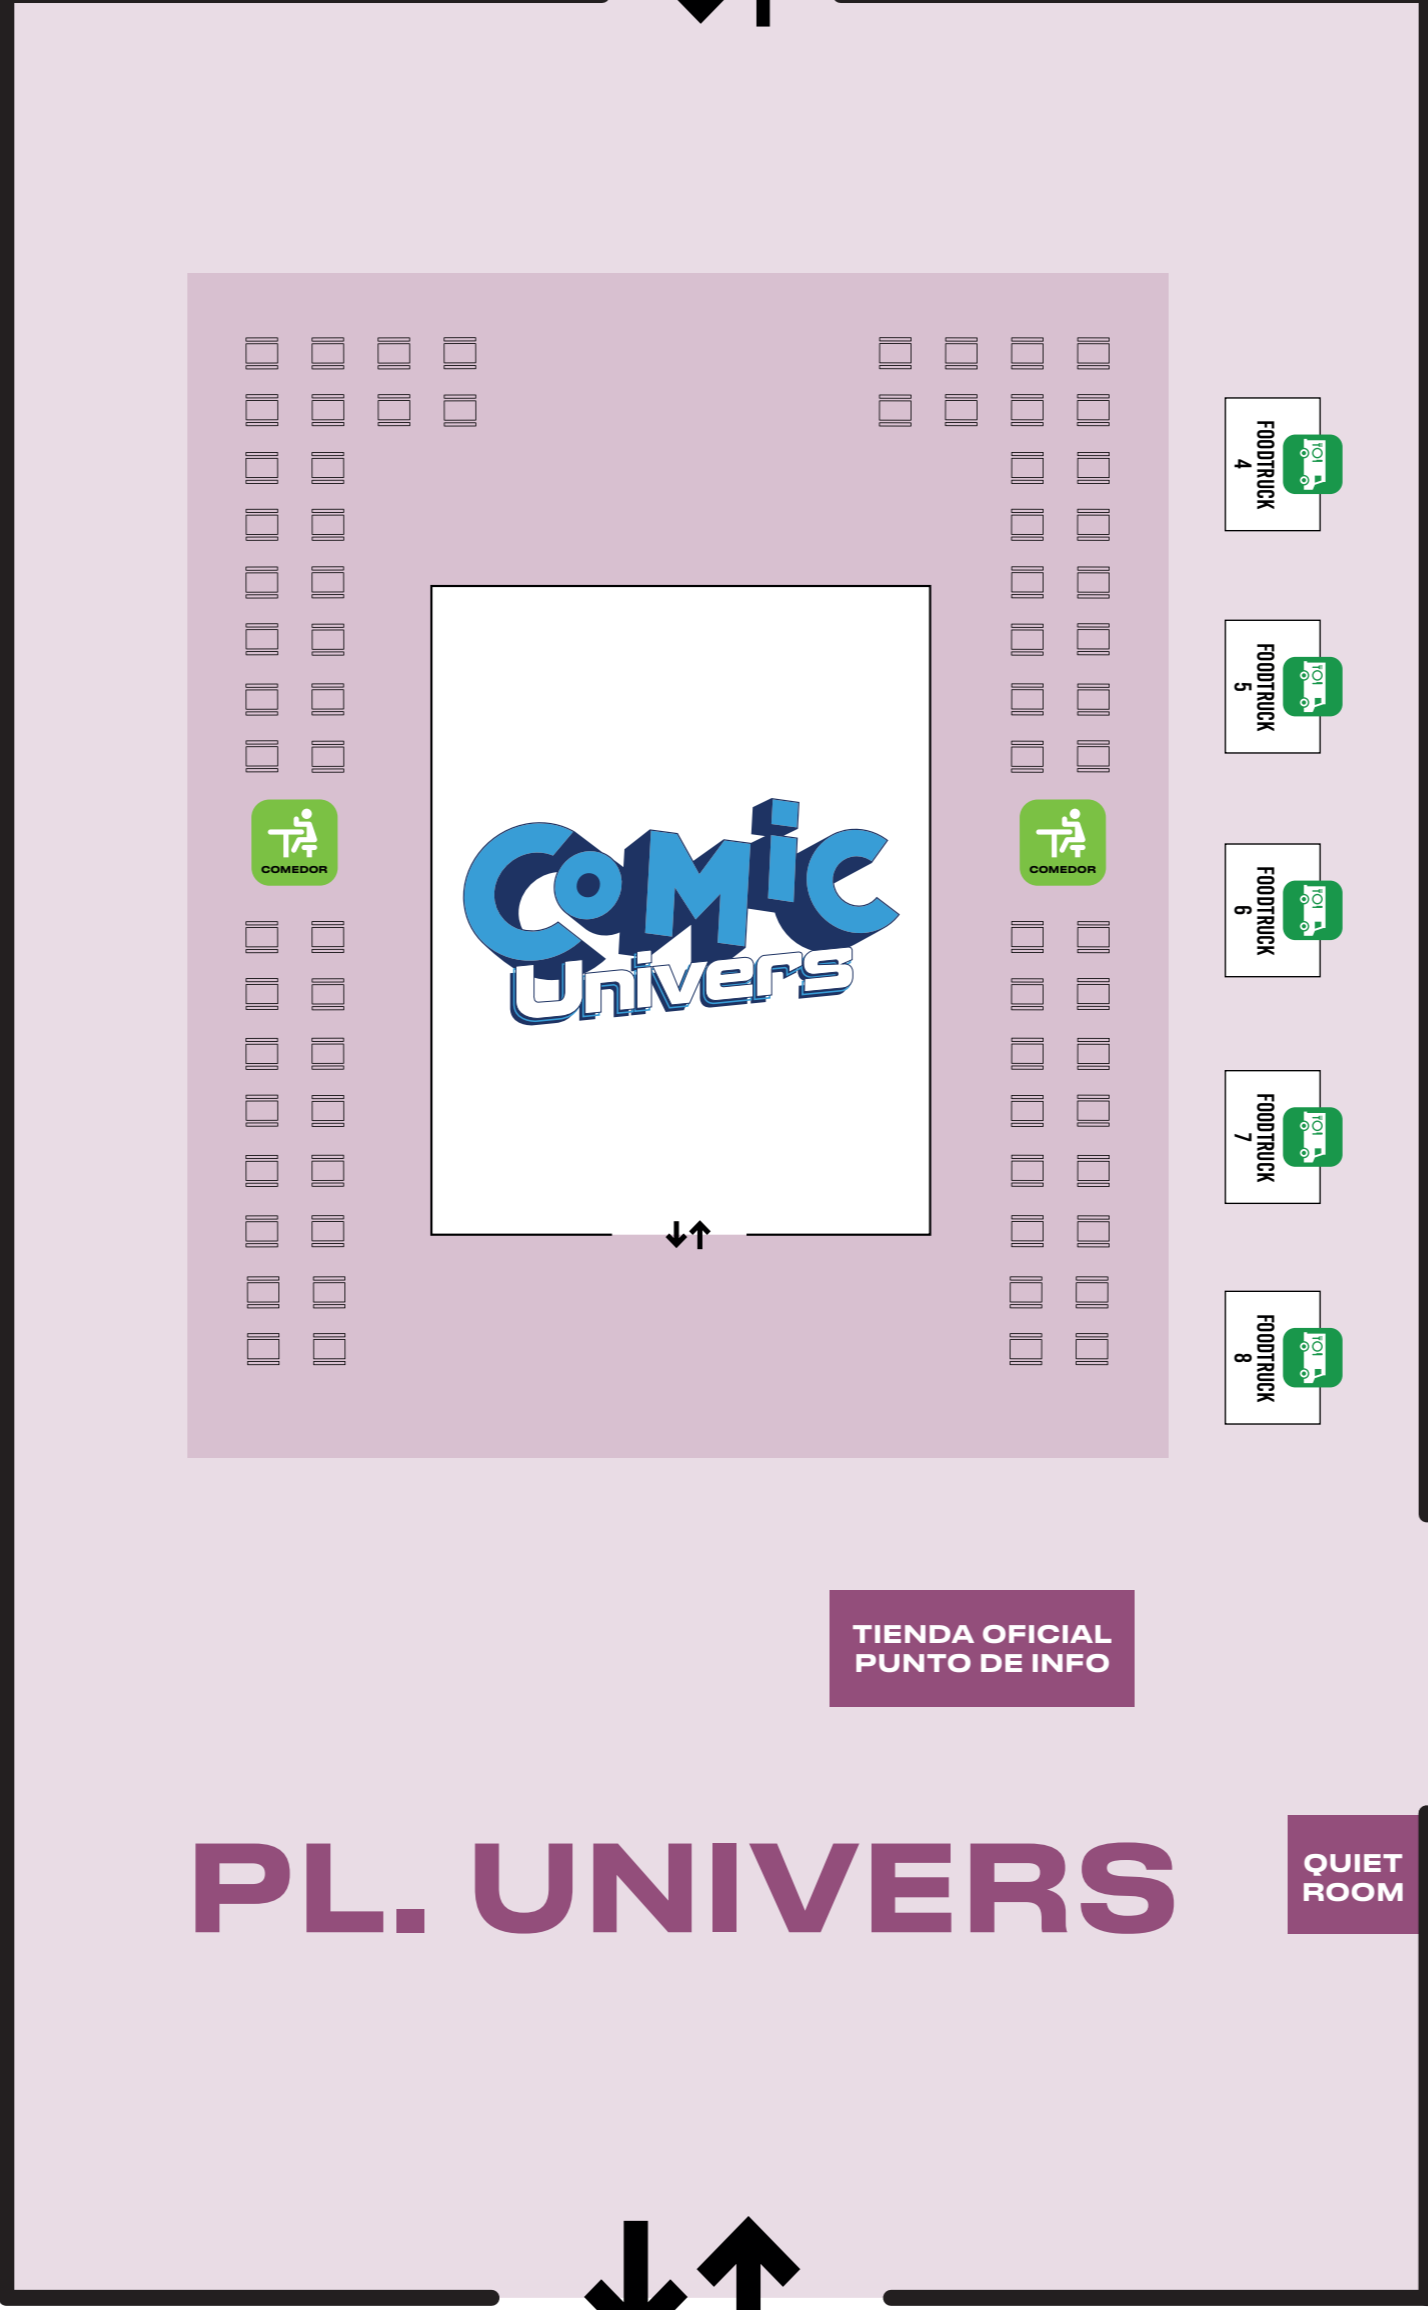 FOODTRUCK
4
FOODTRUCK
5
COMEDOR
COMIC
Univers
COMEDOR
FOODTRUCK
6
FOODTRUCK
7
FOODTRUCK
8
TIENDA OFICIAL
PUNTO DE INFO
PL. UNIVERS
QUIET
ROOM